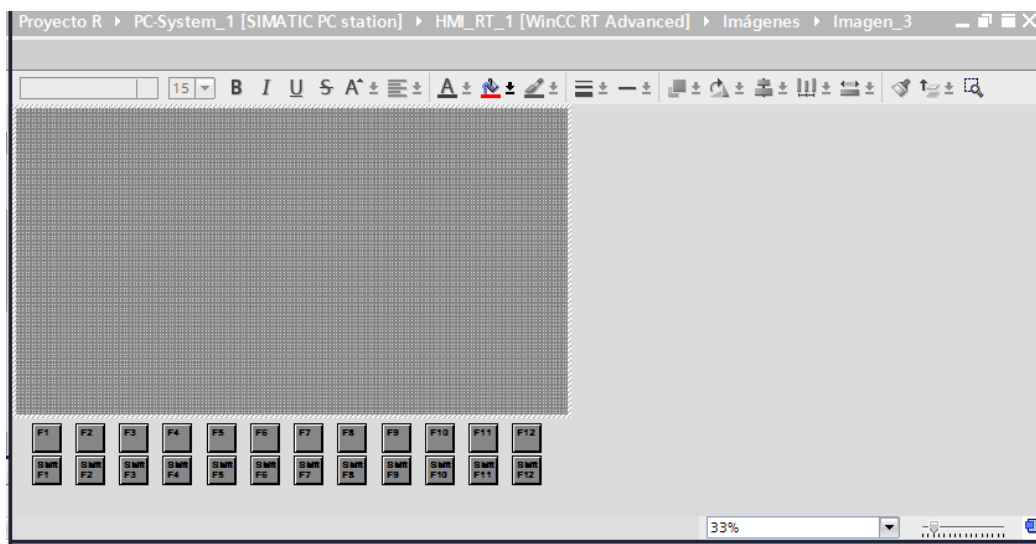 Proyecto R ▸ PC-System_1 [SIMATIC PC station] ▸ HMI_RT_1 [WinCC RT Advanced] ▸ Imágenes ▸ Imagen_3
15 B I U S A A
F1 F2 F3 F4 F5 F6 F7 F8 F9 F10 F11 F12
Shift Shift Shift Shift Shift Shift Shift Shift Shift Shift Shift Shift
F1 F2 F3 F4 F5 F6 F7 F8 F9 F10 F11 F12
33%